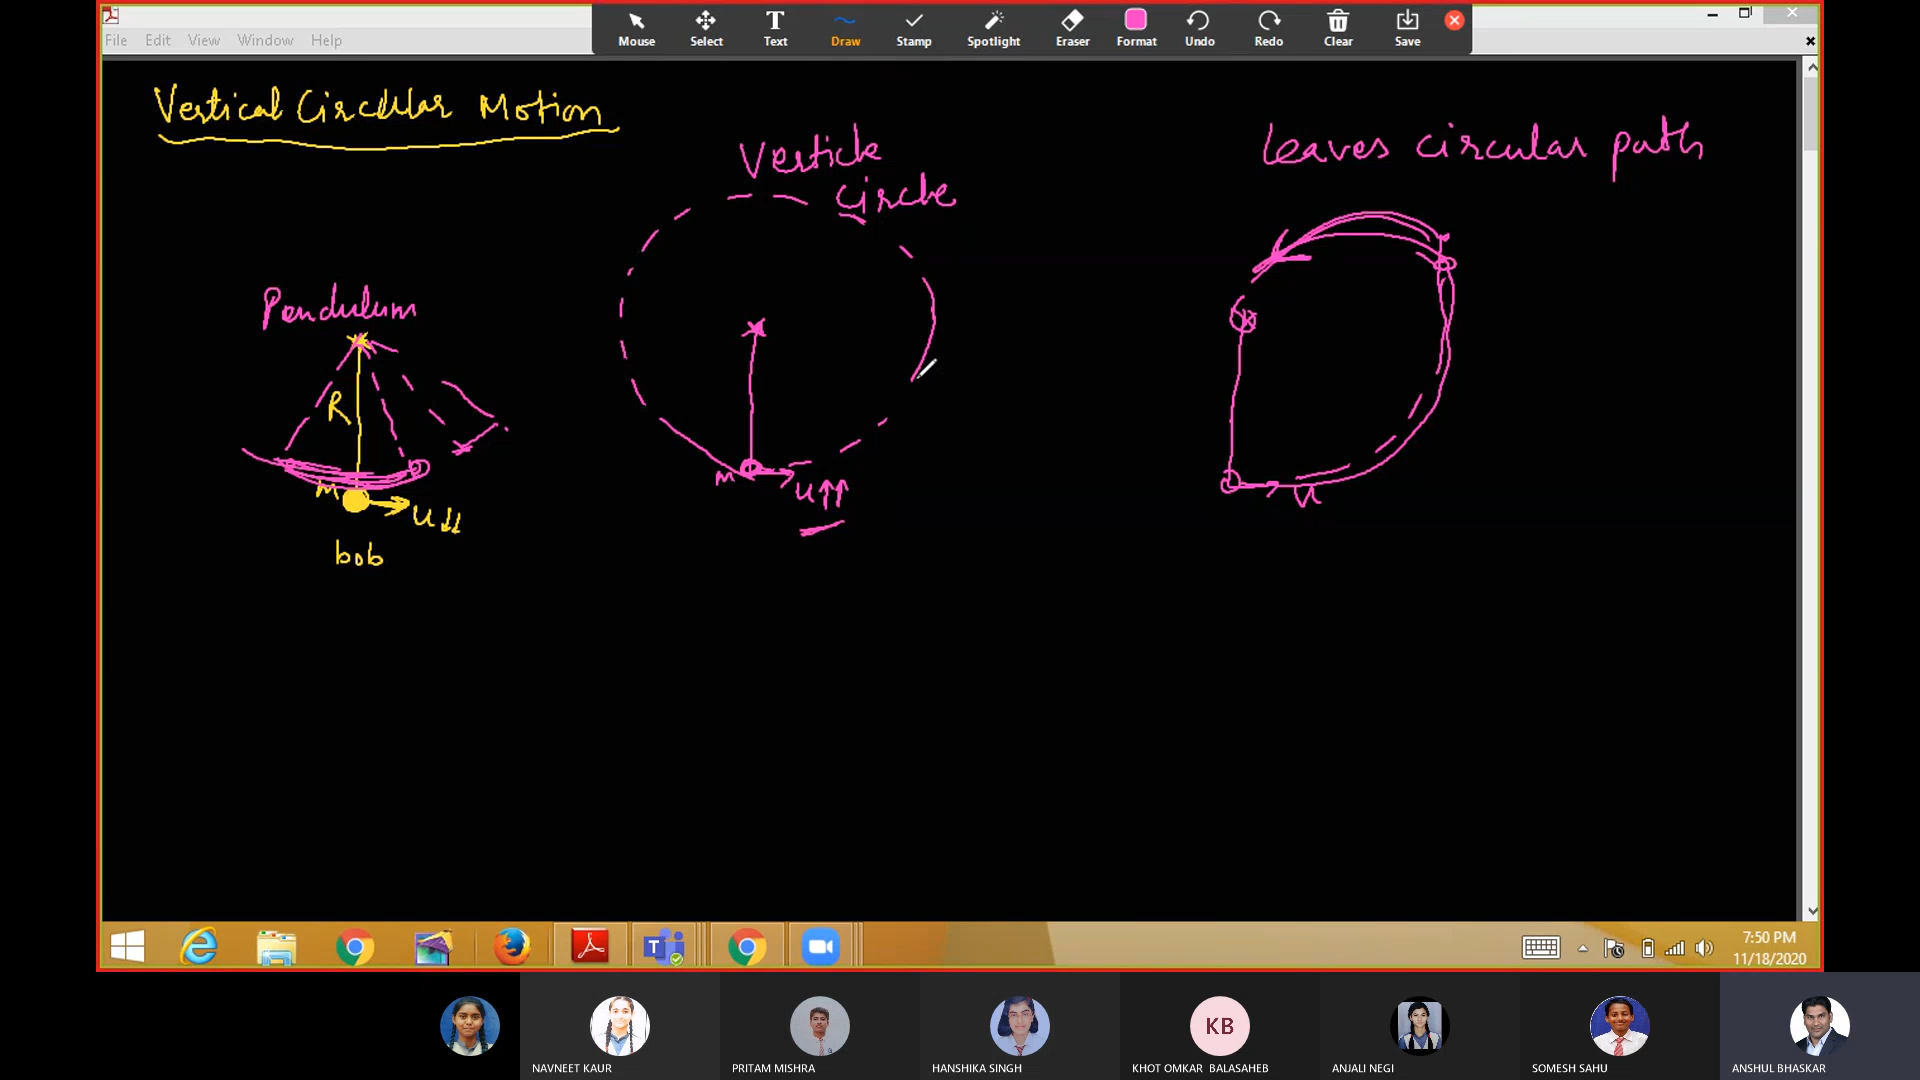 File Edit View Window Help
Mouse Select Text Draw Stamp Spotlight Eraser Format Undo Redo Clear Save
Vertical Circular Motion
Verticle
circle
leaves circular path
Pendulum
R
M
u↓↓
bob
M
u↑↑
u
7:50 PM
11/18/2020
KB
NAVNEET KAUR
PRITAM MISHRA
HANSHIKA SINGH
KHOT OMKAR BALASAHEB
ANJALI NEGI
SOMESH SAHU
ANSHUL BHASKAR